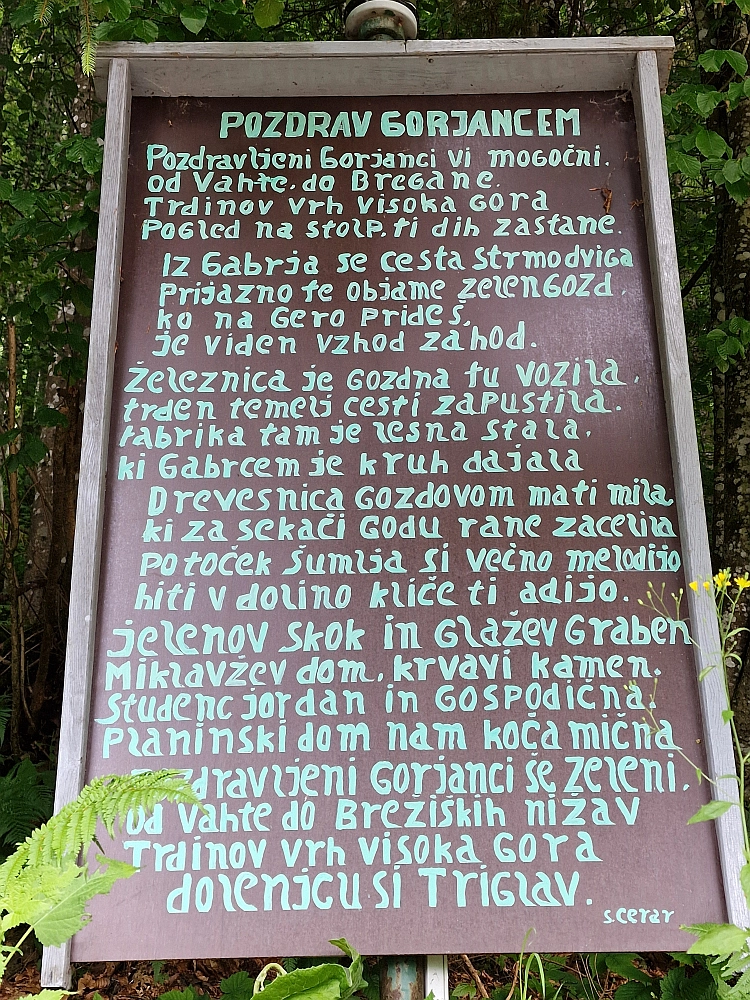 POZDRAV GORJANCEM
Pozdravljeni Gorjanci vi mogočni.
od Vahte. do Bregane.
Trdinov vrh visoka gora
Pogled na stolp. ti dih zastane.
Iz Gabrja se cesta strmo dviga
prijazno te objame zelen gozd
ko na Gero prideš,
je viden vzhod zahod.
Železnica je gozdna tu vozila,
trden temelj cesti zapustila.
fabrika tam je lesna stala,
ki Gabrcem je kruh dajala
Drevesnica gozdovom mati mila
ki za sekači godu rane zacelila
potoček šumlja si večno melodijo
hiti v dolino kliče ti adijo.
jelenov skok in Glažev Graben
Miklavžev dom, krvavi kamen.
Studenc jordan in Gospodična.
planinski dom nam koča mična
Pozdravljeni Gorjanci še zeleni.
od Vahte do Brežiških nižav
Trdinov vrh visoka gora
dolenjcu si Triglav.
s.cerar